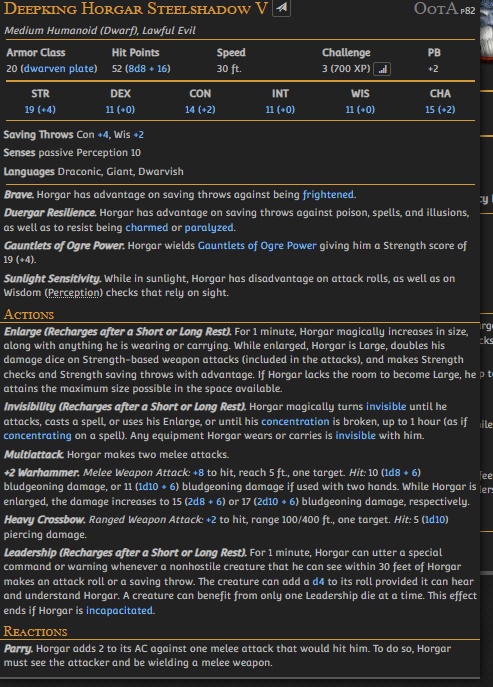 Deepking Horgar Steelshadow V OotA p82
Medium Humanoid (Dwarf), Lawful Evil
Armor Class Hit Points Speed Challenge PB
20 (dwarven plate) 52 (8d8 + 16) 30 ft. 3 (700 XP) +2
STR DEX CON INT WIS CHA
19 (+4) 11 (+0) 14 (+2) 11 (+0) 11 (+0) 15 (+2)
Saving Throws Con +4, Wis +2
Senses passive Perception 10
Languages Draconic, Giant, Dwarvish
Brave. Horgar has advantage on saving throws against being frightened.
Duergar Resilience. Horgar has advantage on saving throws against poison, spells, and illusions,
as well as to resist being charmed or paralyzed.
Gauntlets of Ogre Power. Horgar wields Gauntlets of Ogre Power giving him a Strength score of
19 (+4).
Sunlight Sensitivity. While in sunlight, Horgar has disadvantage on attack rolls, as well as on
Wisdom (Perception) checks that rely on sight.
Actions
Enlarge (Recharges after a Short or Long Rest). For 1 minute, Horgar magically increases in size,
along with anything he is wearing or carrying. While enlarged, Horgar is Large, doubles his
damage dice on Strength-based weapon attacks (included in the attacks), and makes Strength
checks and Strength saving throws with advantage. If Horgar lacks the room to become Large, he
attains the maximum size possible in the space available.
Invisibility (Recharges after a Short or Long Rest). Horgar magically turns invisible until he
attacks, casts a spell, or uses his Enlarge, or until his concentration is broken, up to 1 hour (as if
concentrating on a spell). Any equipment Horgar wears or carries is invisible with him.
Multiattack. Horgar makes two melee attacks.
+2 Warhammer. Melee Weapon Attack: +8 to hit, reach 5 ft., one target. Hit: 10 (1d8 + 6)
bludgeoning damage, or 11 (1d10 + 6) bludgeoning damage if used with two hands. While Horgar is
enlarged, the damage increases to 15 (2d8 + 6) or 17 (2d10 + 6) bludgeoning damage, respectively.
Heavy Crossbow. Ranged Weapon Attack: +2 to hit, range 100/400 ft., one target. Hit: 5 (1d10)
piercing damage.
Leadership (Recharges after a Short or Long Rest). For 1 minute, Horgar can utter a special
command or warning whenever a nonhostile creature that he can see within 30 feet of Horgar
makes an attack roll or a saving throw. The creature can add a d4 to its roll provided it can hear
and understand Horgar. A creature can benefit from only one Leadership die at a time. This effect
ends if Horgar is incapacitated.
Reactions
Parry. Horgar adds 2 to its AC against one melee attack that would hit him. To do so, Horgar
must see the attacker and be wielding a melee weapon.